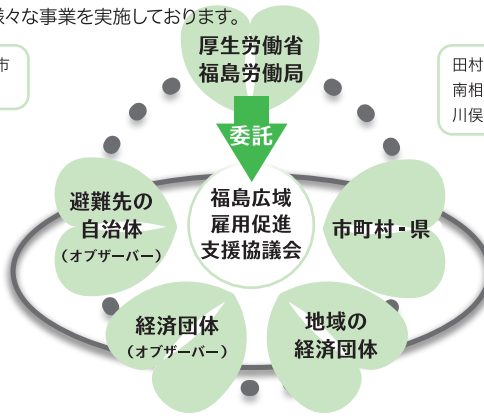 様々な事業を実施しております。
厚生労働省
福島労働局
市
田村
南相
川俣
委託
避難先の
自治体
(オブザーバー)
福島広域
雇用促進
支援協議会
市町村・県
経済団体
(オブザーバー)
地域の
経済団体